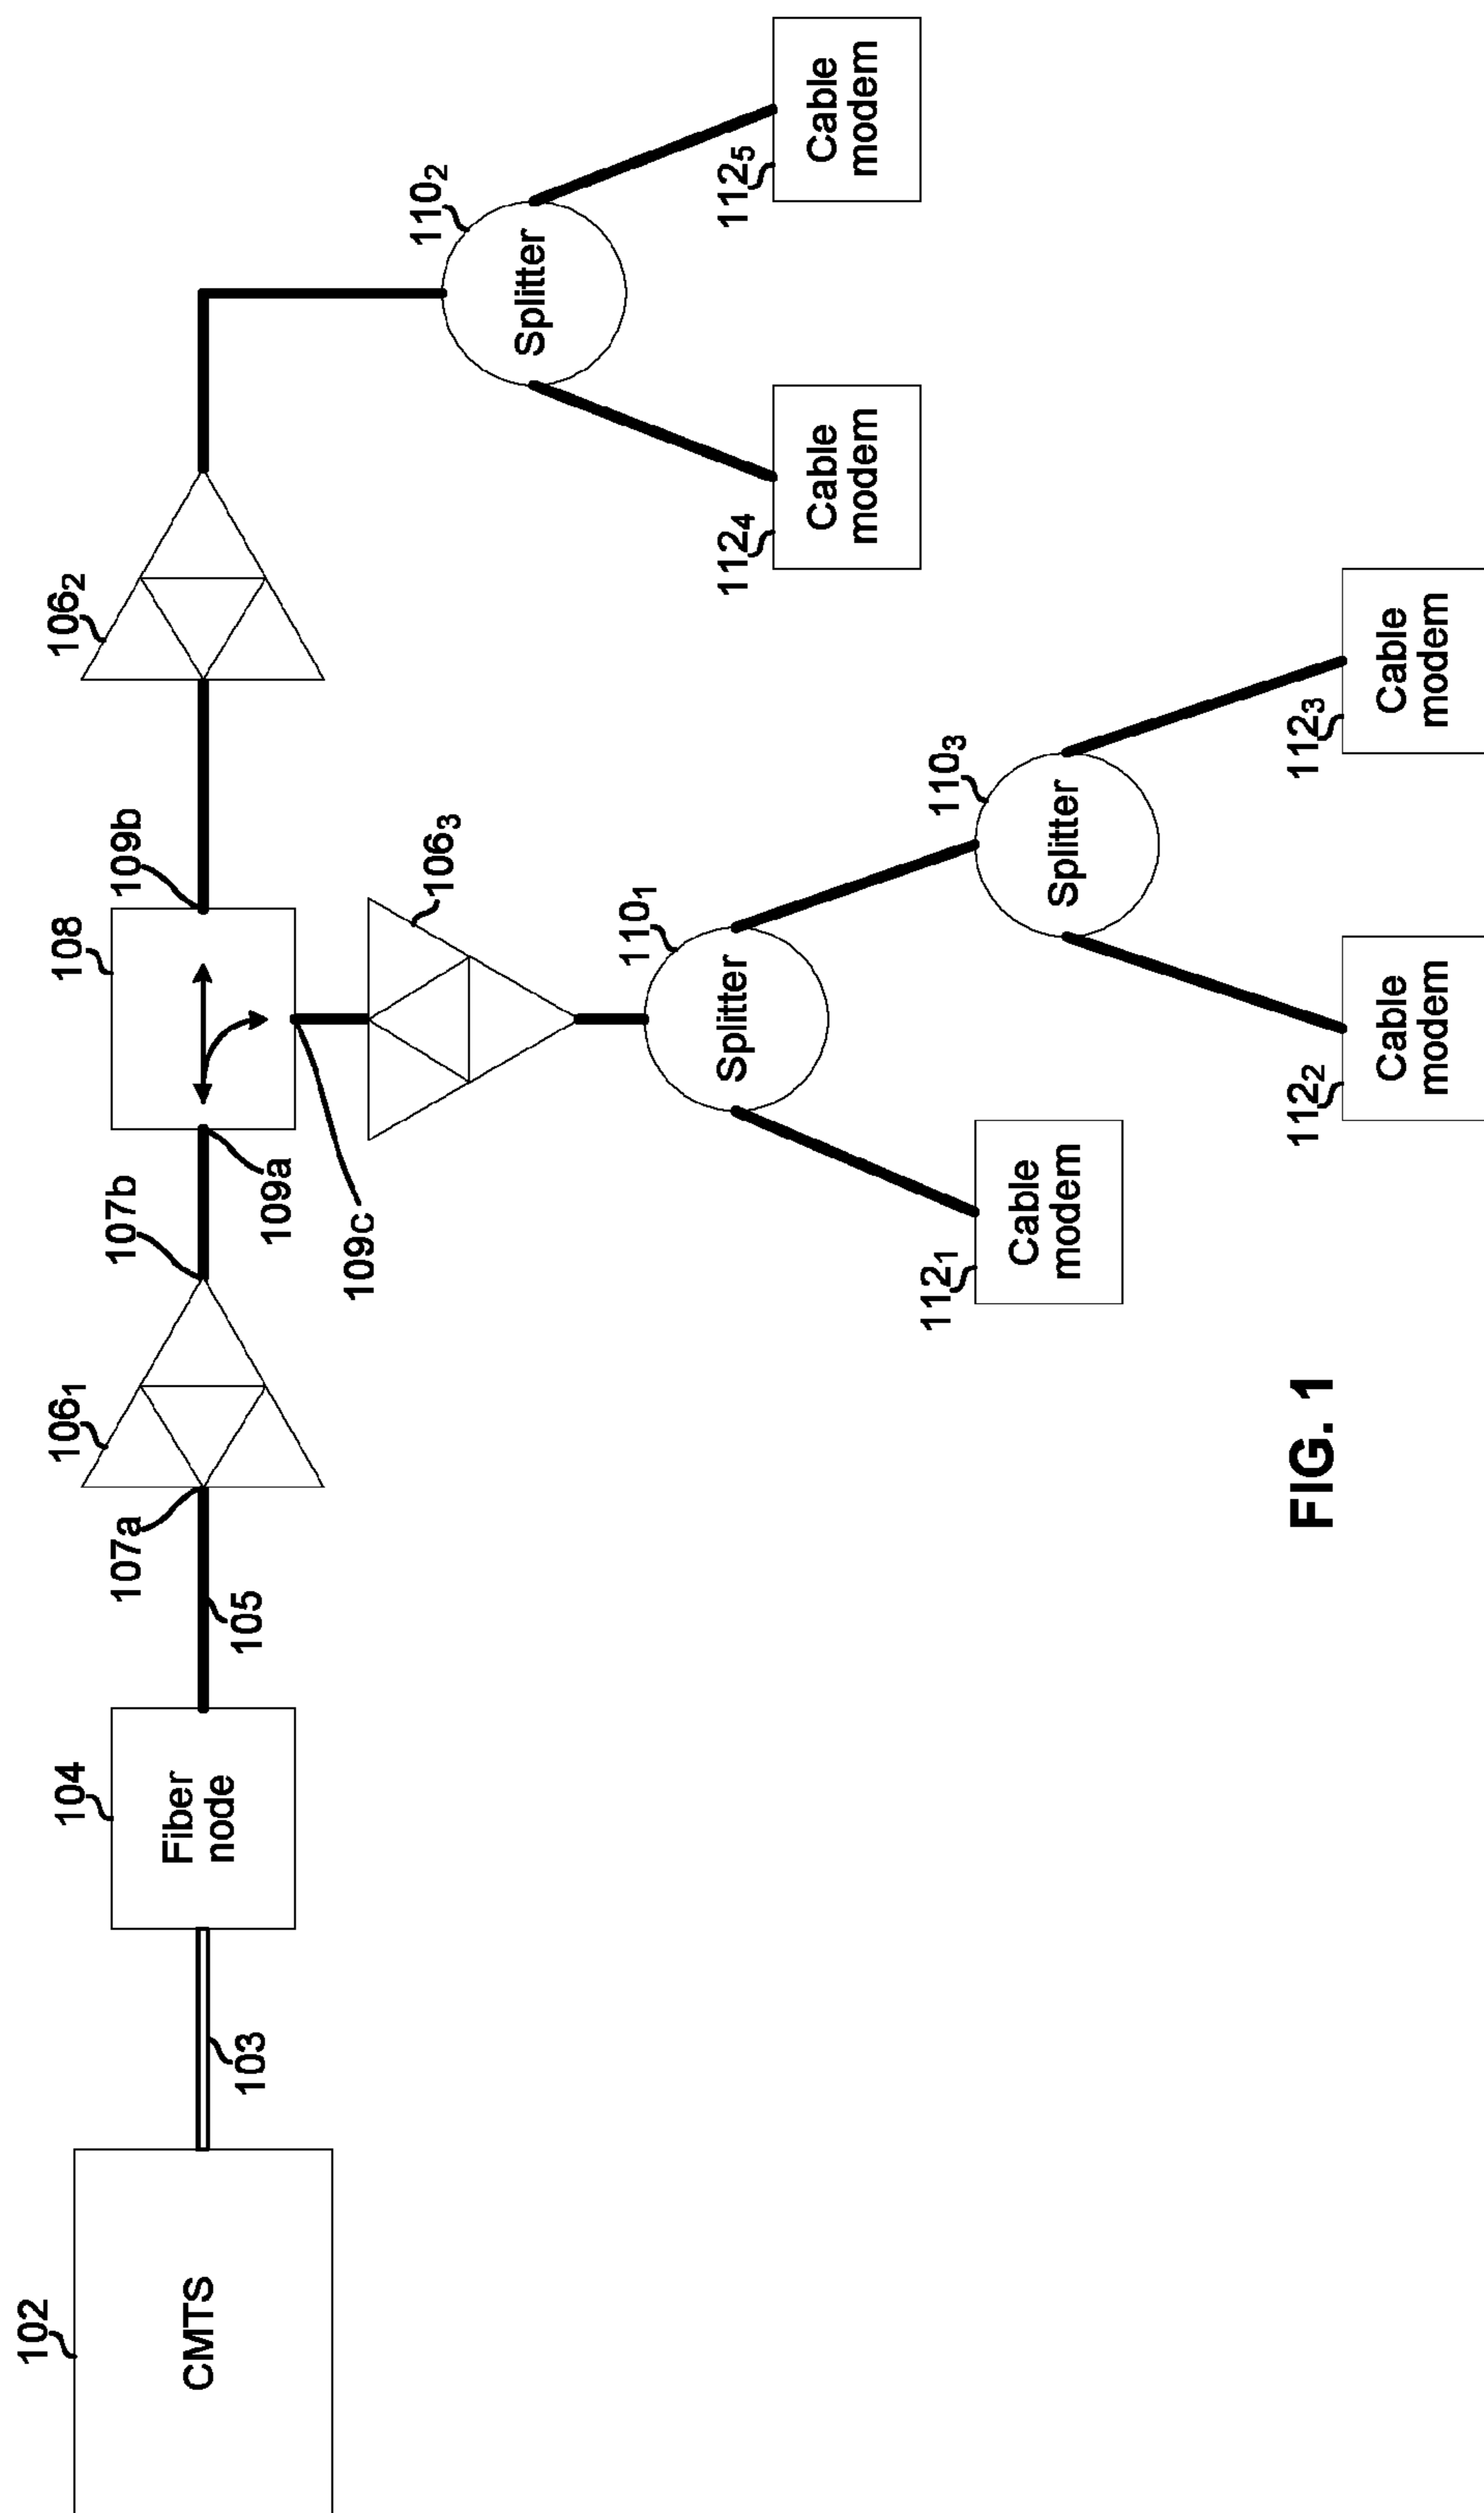 102
CMTS
103
104
Fiber
node
105
107a
106₁
107b
109a
109c
108
109b
106₂
106₃
110₁
Splitter
110₂
Splitter
110₃
Splitter
112₁
Cable
modem
112₂
Cable
modem
112₃
Cable
modem
112₄
Cable
modem
112₅
Cable
modem
FIG. 1